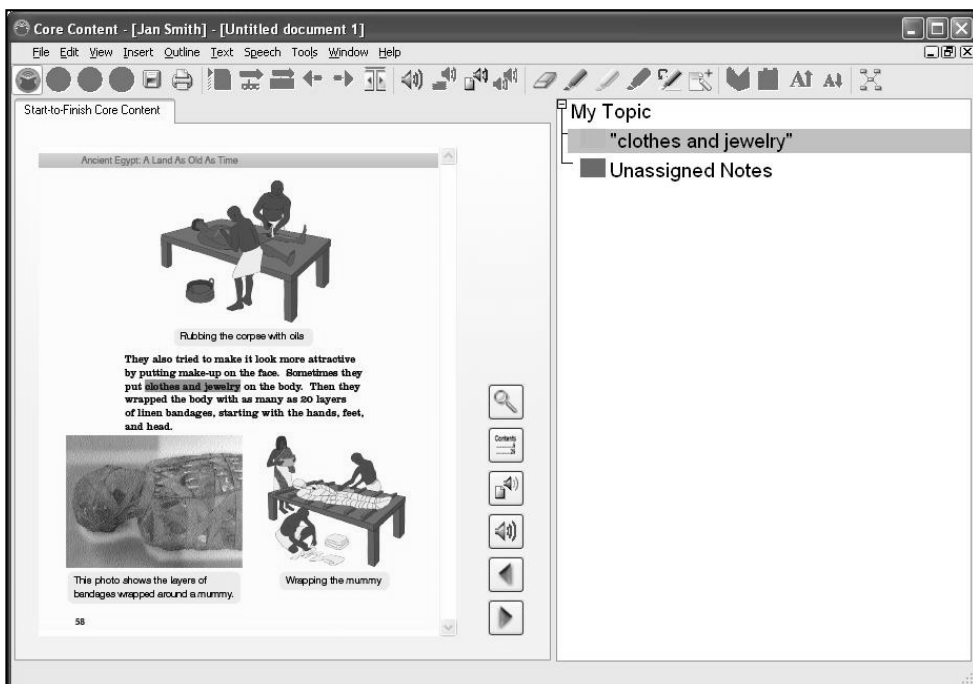 Core Content - [Jan Smith] - [Untitled document 1]
File Edit View Insert Outline Text Speech Tools Window Help
Start-to-Finish Core Content
Ancient Egypt: A Land As Old As Time
Rubbing the corpse with oils
They also tried to make it look more attractive
by putting make-up on the face. Sometimes they
put clothes and jewelry on the body. Then they
wrapped the body with as many as 20 layers
of linen bandages, starting with the hands, feet,
and head.
This photo shows the layers of
bandages wrapped around a mummy.
Wrapping the mummy
58
Contents
My Topic
"clothes and jewelry"
Unassigned Notes